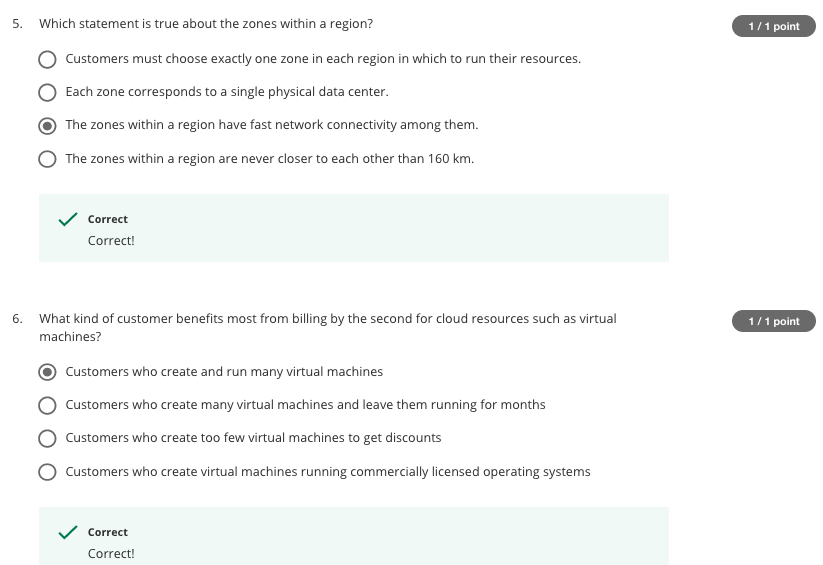 5. Which statement is true about the zones within a region?
1 / 1 point
Customers must choose exactly one zone in each region in which to run their resources.
Each zone corresponds to a single physical data center.
The zones within a region have fast network connectivity among them.
The zones within a region are never closer to each other than 160 km.
Correct
Correct!
6. What kind of customer benefits most from billing by the second for cloud resources such as virtual
machines?
1 / 1 point
Customers who create and run many virtual machines
Customers who create many virtual machines and leave them running for months
Customers who create too few virtual machines to get discounts
Customers who create virtual machines running commercially licensed operating systems
Correct
Correct!